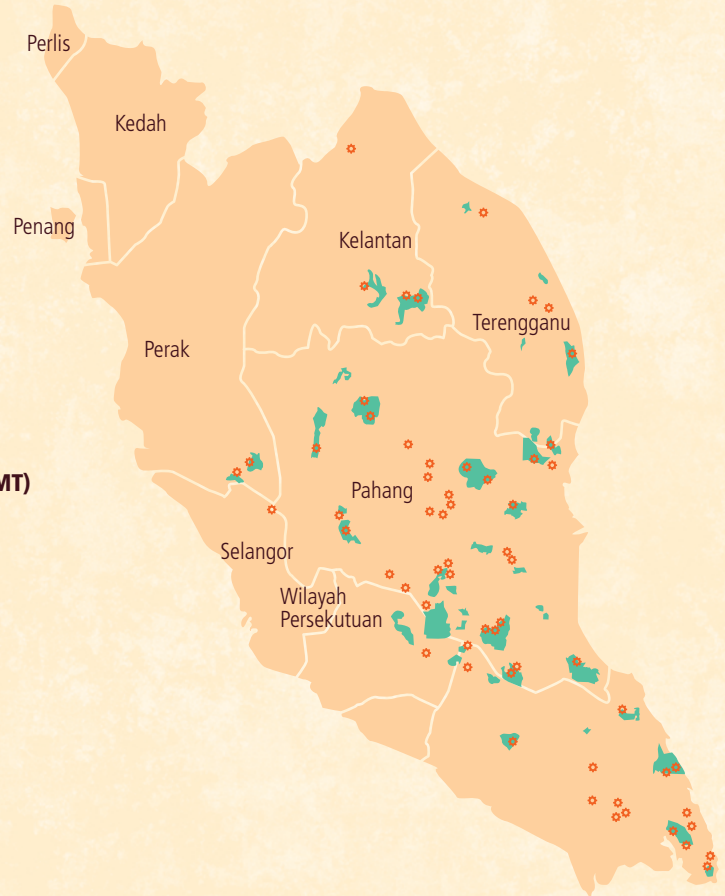 Perlis
Kedah
Penang
Kelantan
Terengganu
Perak
MT)
Pahang
Selangor
Wilayah
Persekutuan